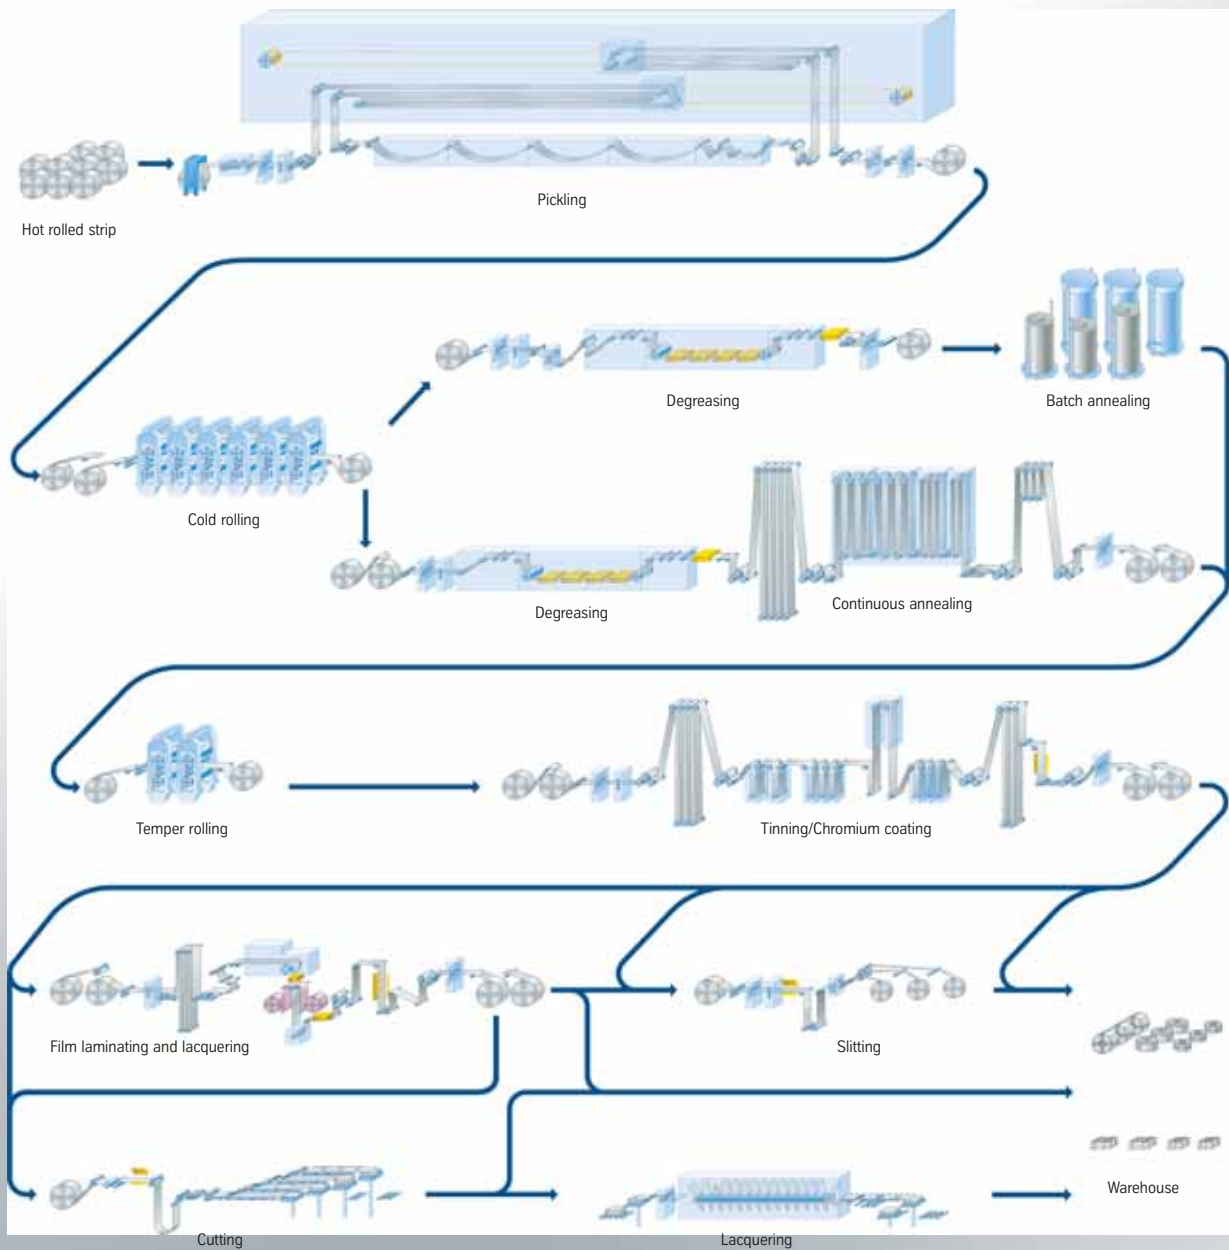 Pickling
Hot rolled strip
Degreasing
Batch annealing
Cold rolling
Degreasing
Continuous annealing
Temper rolling
Tinning/Chromium coating
Film laminating and lacquering
Slitting
Warehouse
Cutting
Lacquering